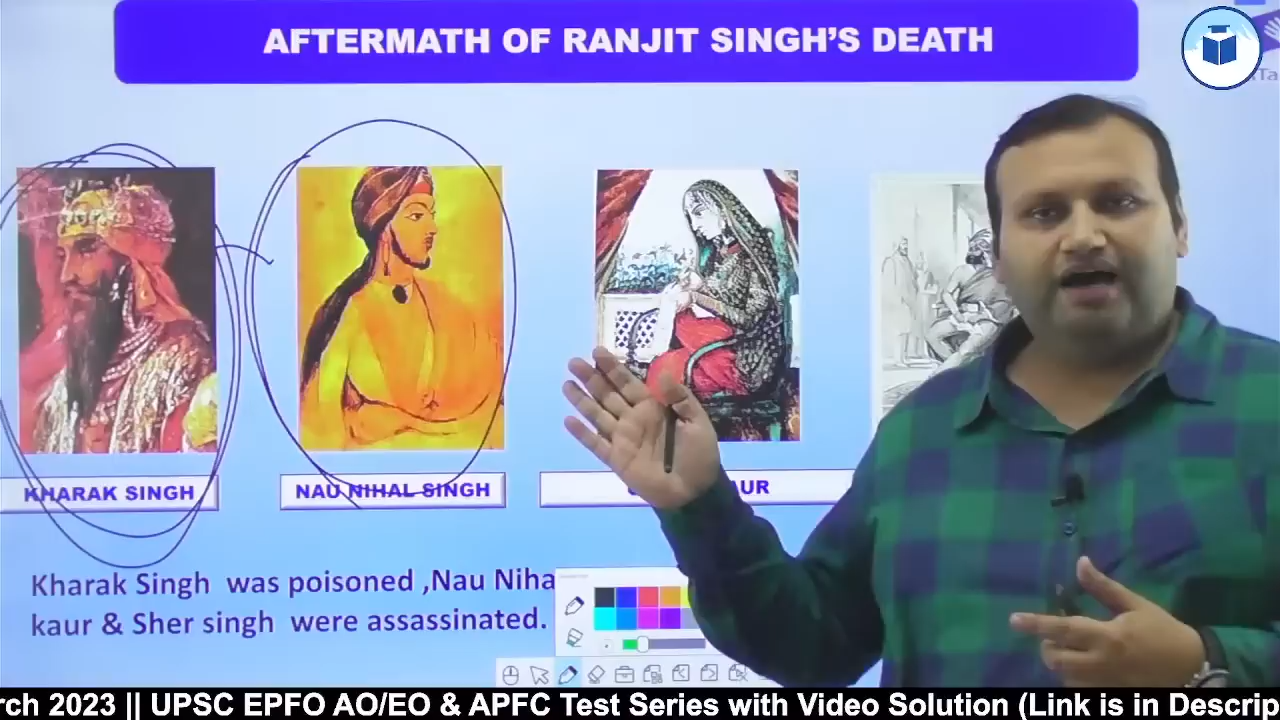 AFTERMATH OF RANJIT SINGH'S DEATH
KHARAK SINGH
NAU NIHAL SINGH
Kharak Singh was poisoned ,Nau Niha
kaur & Sher singh were assassinated.
rch 2023 || UPSC EPFO AO/EO & APFC Test Series with Video Solution (Link is in Descrip